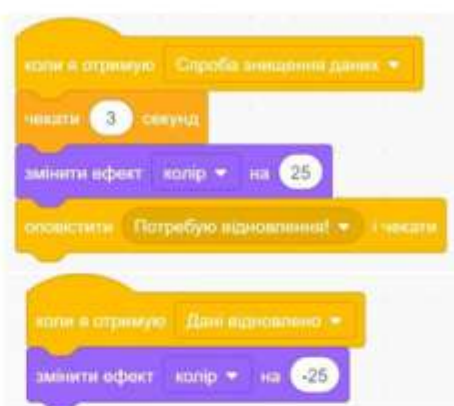 коли я отримую Спроба знищення даних
чекати 3 секунд
змінити ефект колір на 25
оповістити Потребую відновлення! і чекати
коли я отримую Дані відновлено
змінити ефект колір на -25